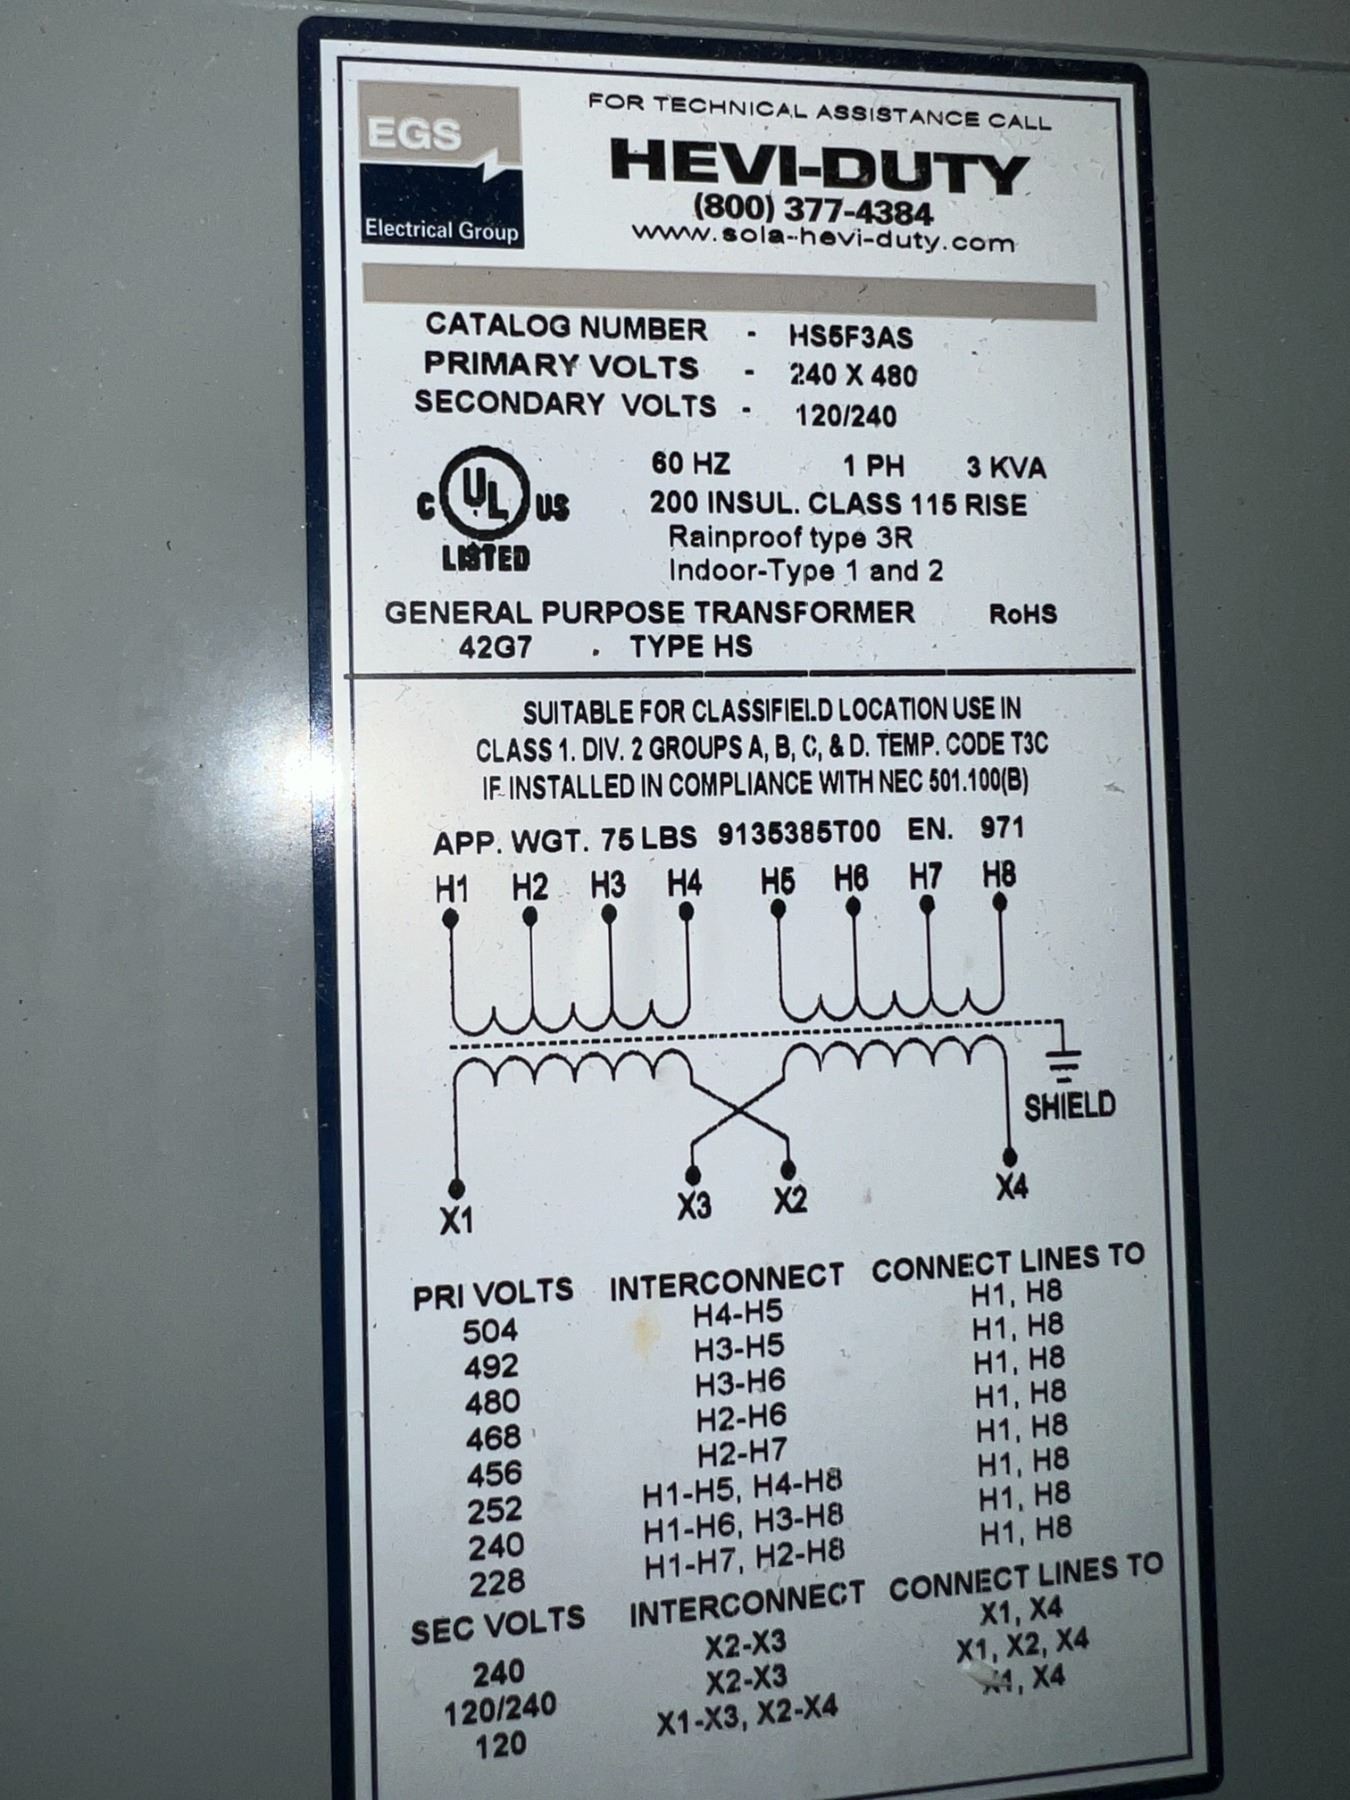 EGS
Electrical Group
FOR TECHNICAL ASSISTANCE CALL
HEVI-DUTY
(800) 377-4384
www.sola-hevi-duty.com
CATALOG NUMBER - HS5F3AS
PRIMARY VOLTS - 240 X 480
SECONDARY VOLTS - 120/240
C UL US
LISTED
60 HZ 1 PH 3 KVA
200 INSUL. CLASS 115 RISE
Rainproof type 3R
Indoor-Type 1 and 2
GENERAL PURPOSE TRANSFORMER RoHS
42G7 . TYPE HS
SUITABLE FOR CLASSIFIELD LOCATION USE IN
CLASS 1. DIV. 2 GROUPS A, B, C, & D. TEMP. CODE T3C
IF INSTALLED IN COMPLIANCE WITH NEC 501.100(B)
APP. WGT. 75 LBS 9135385T00 EN. 971
H1 H2 H3 H4 H5 H6 H7 H8
SHIELD
X1 X3 X2 X4
PRI VOLTS INTERCONNECT CONNECT LINES TO
504 H4-H5 H1, H8
492 H3-H5 H1, H8
480 H3-H6 H1, H8
468 H2-H6 H1, H8
456 H2-H7 H1, H8
252 H1-H5, H4-H8 H1, H8
240 H1-H6, H3-H8 H1, H8
228 H1-H7, H2-H8 H1, H8
SEC VOLTS INTERCONNECT CONNECT LINES TO
240 X2-X3 X1, X4
120/240 X2-X3 X1, X2, X4
120 X1-X3, X2-X4 X1, X4